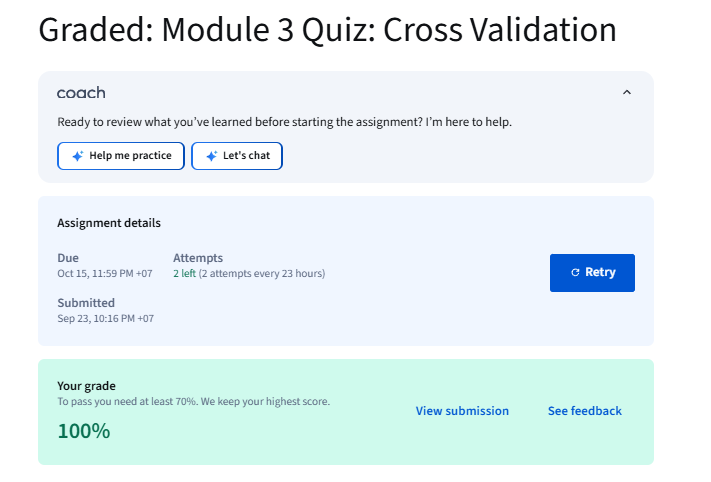 Graded: Module 3 Quiz: Cross Validation
coach
Ready to review what you’ve learned before starting the assignment? I’m here to help.
Help me practice
Let's chat
Assignment details
Due
Attempts
Oct 15, 11:59 PM +07
2 left (2 attempts every 23 hours)
Retry
Submitted
Sep 23, 10:16 PM +07
Your grade
To pass you need at least 70%. We keep your highest score.
100%
View submission
See feedback